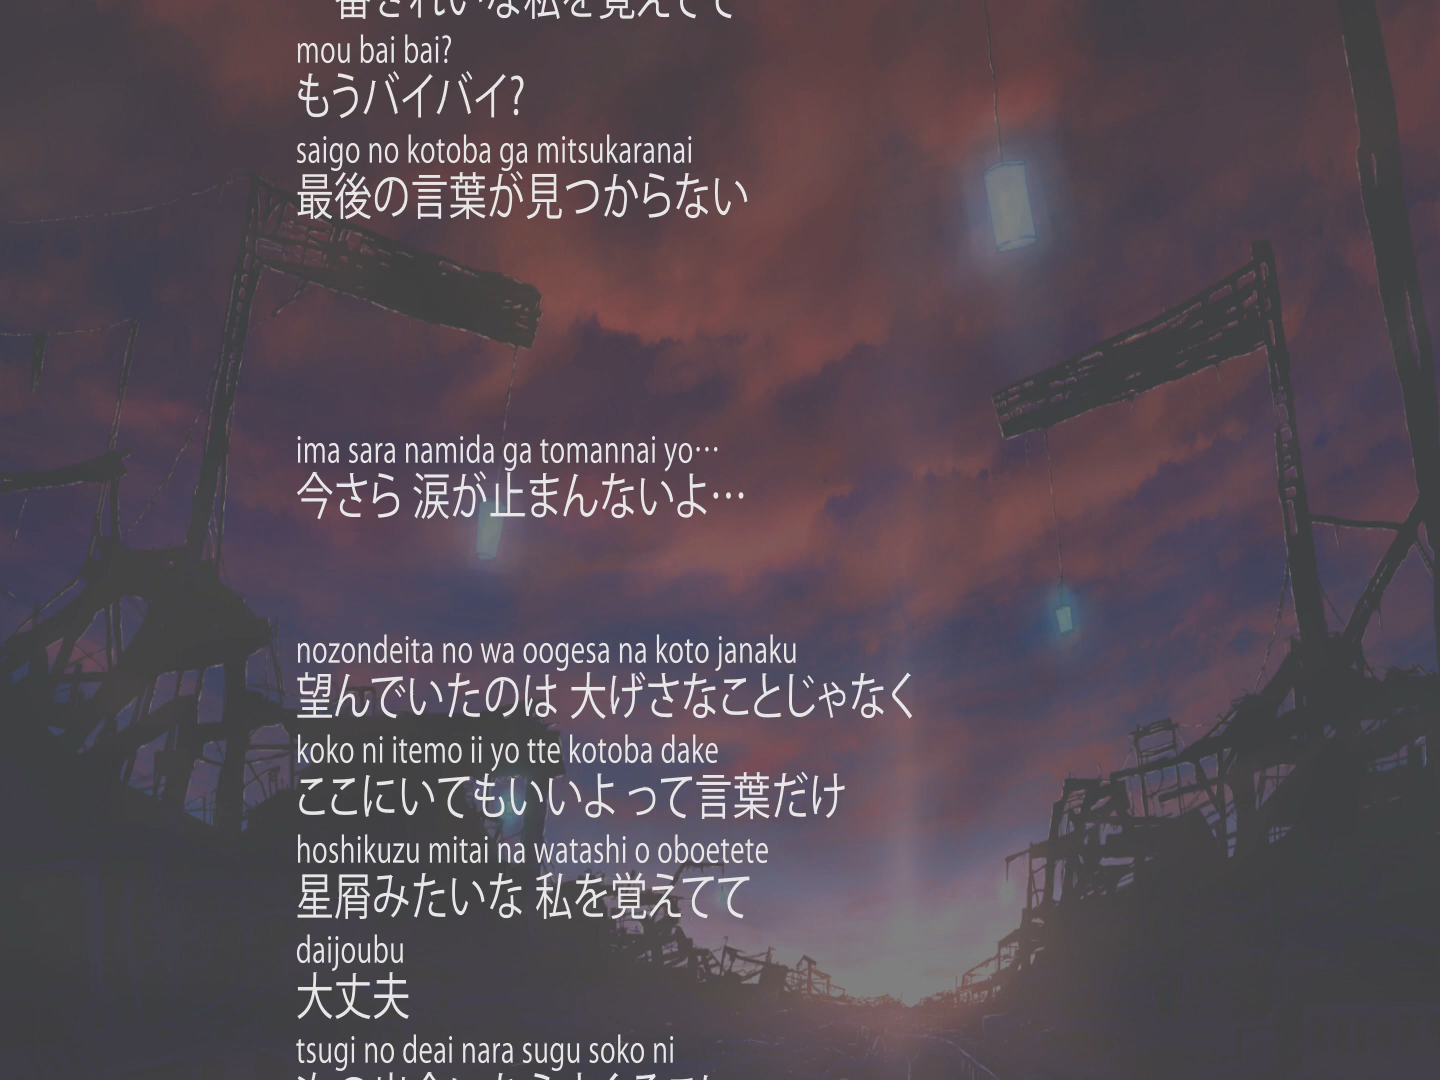 番きれいな私を覚えてて
mou bai bai?
もうバイバイ?
saigo no kotoba ga mitsukaranai
最後の言葉が見つからない
ima sara namida ga tomannai yo…
今さら 涙が止まんないよ…
nozondeita no wa oogesa na koto janaku
望んでいたのは 大げさなことじゃなく
koko ni itemo ii yo tte kotoba dake
ここにいてもいいよ って言葉だけ
hoshikuzu mitai na watashi o oboetete
星屑みたいな 私を覚えてて
daijoubu
大丈夫
tsugi no deai nara sugu soko ni